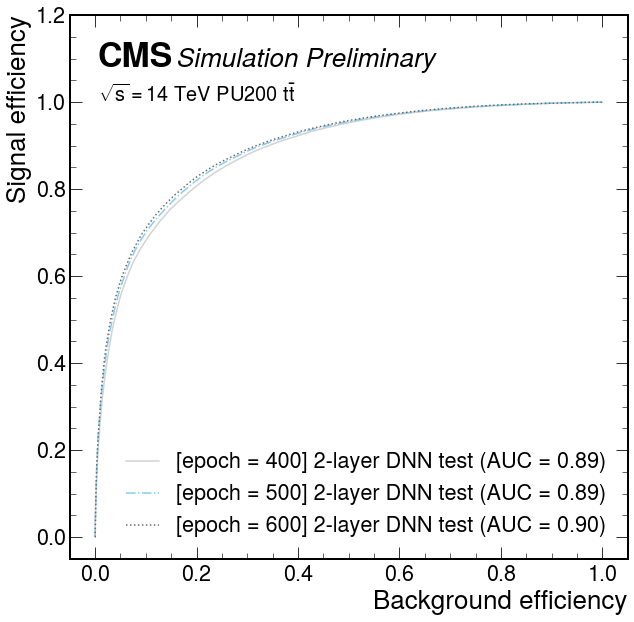 CMS Simulation Preliminary
√s = 14 TeV PU200 tt̄
Signal efficiency
1.2
1.0
0.8
0.6
0.4
0.2
0.0
[epoch = 400] 2-layer DNN test (AUC = 0.89)
[epoch = 500] 2-layer DNN test (AUC = 0.89)
[epoch = 600] 2-layer DNN test (AUC = 0.90)
0.0 0.2 0.4 0.6 0.8 1.0
Background efficiency